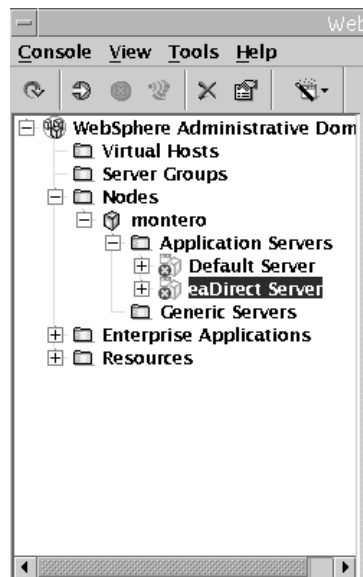 Web
Console View Tools Help
WebSphere Administrative Dom
Virtual Hosts
Server Groups
Nodes
montero
Application Servers
Default Server
eaDirect Server
Generic Servers
Enterprise Applications
Resources